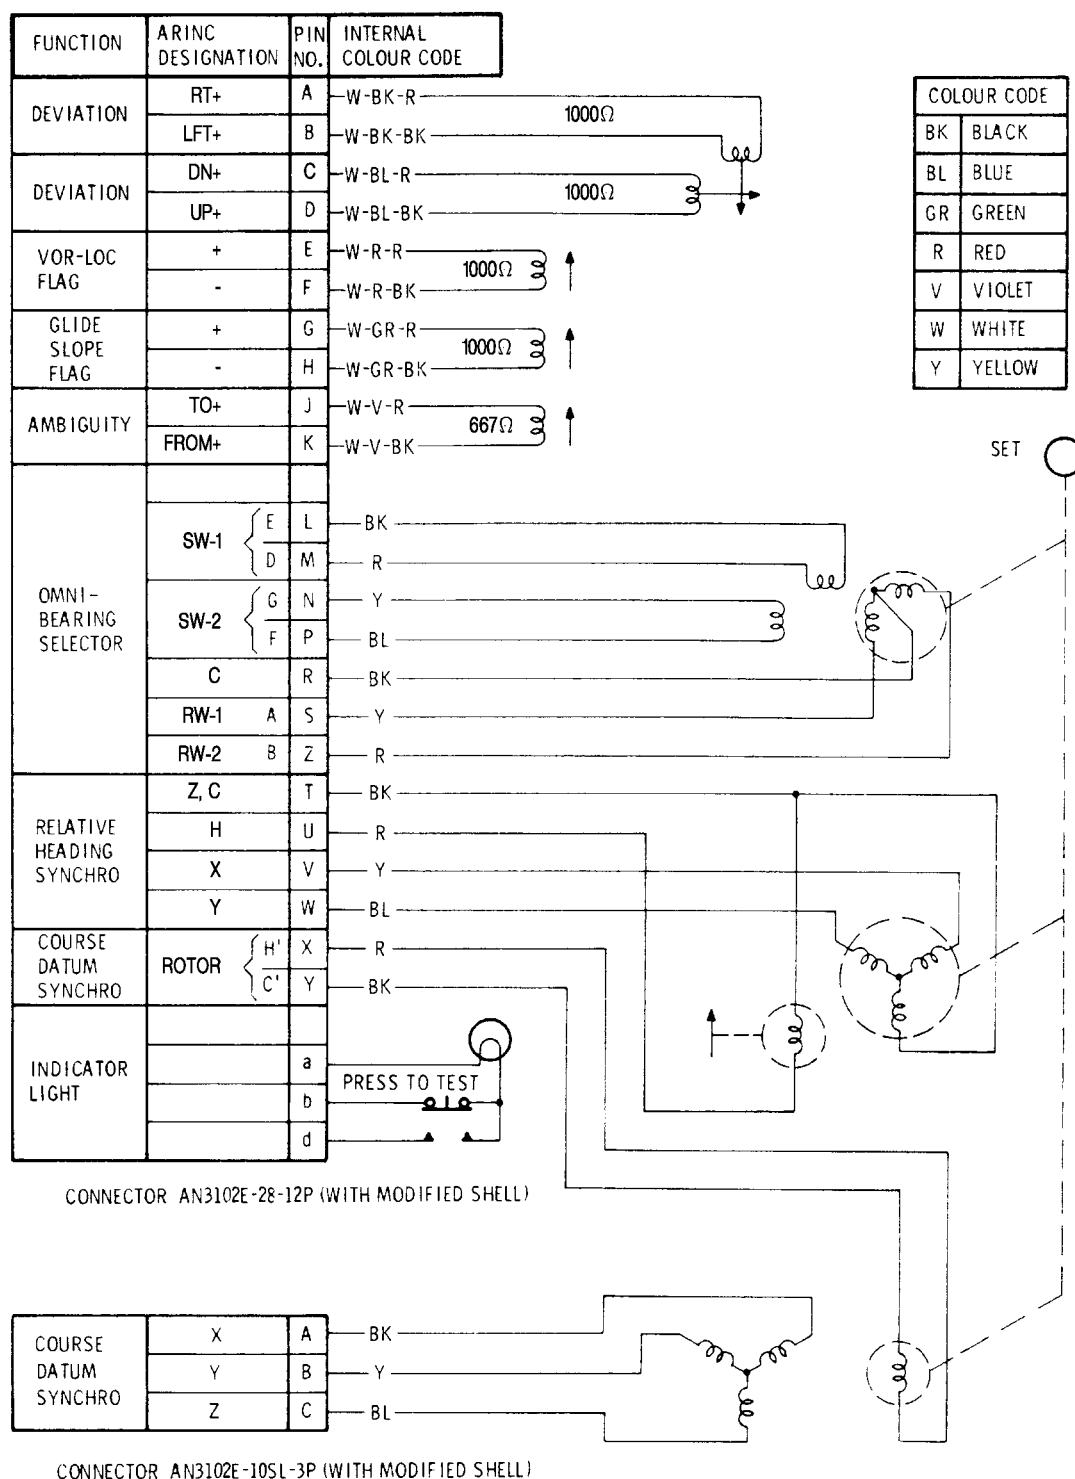 FUNCTION
ARINC DESIGNATION
PIN NO.
INTERNAL COLOUR CODE
DEVIATION
RT+ A W-BK-R
1000Ω
LFT+ B W-BK-BK
DEVIATION
DN+ C W-BL-R
1000Ω
UP+ D W-BL-BK
VOR-LOC
FLAG
+ E W-R-R
1000Ω
- F W-R-BK
GLIDE
SLOPE
FLAG
+ G W-GR-R
1000Ω
- H W-GR-BK
AMBIGUITY
TO+ J W-V-R
667Ω
FROM+ K W-V-BK
COLOUR CODE
BK BLACK
BL BLUE
GR GREEN
R RED
V VIOLET
W WHITE
Y YELLOW
SET
OMNI-
BEARING
SELECTOR
SW-1
E L BK
D M R
SW-2
G N Y
F P BL
C R BK
RW-1 A S Y
RW-2 B Z R
RELATIVE
HEADING
SYNCHRO
Z, C T BK
H U R
X V Y
Y W BL
COURSE
DATUM
SYNCHRO
ROTOR
H' X R
C' Y BK
INDICATOR
LIGHT
a
PRESS TO TEST
b
d
CONNECTOR AN3102E-28-12P (WITH MODIFIED SHELL)
COURSE
DATUM
SYNCHRO
X A BK
Y B Y
Z C BL
CONNECTOR AN3102E-10SL-3P (WITH MODIFIED SHELL)